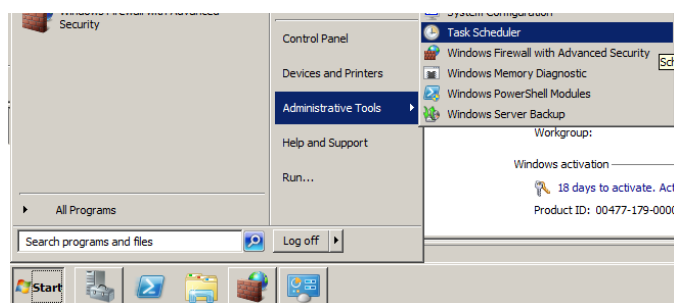 Windows Firewall with Advanced
Security
Control Panel
Devices and Printers
Administrative Tools
Help and Support
Run...
All Programs
Search programs and files
Log off
System Configuration
Task Scheduler
Windows Firewall with Advanced Security
Sch
Windows Memory Diagnostic
Windows PowerShell Modules
Windows Server Backup
Workgroup:
Windows activation
18 days to activate. Act
Product ID: 00477-179-0000
Start